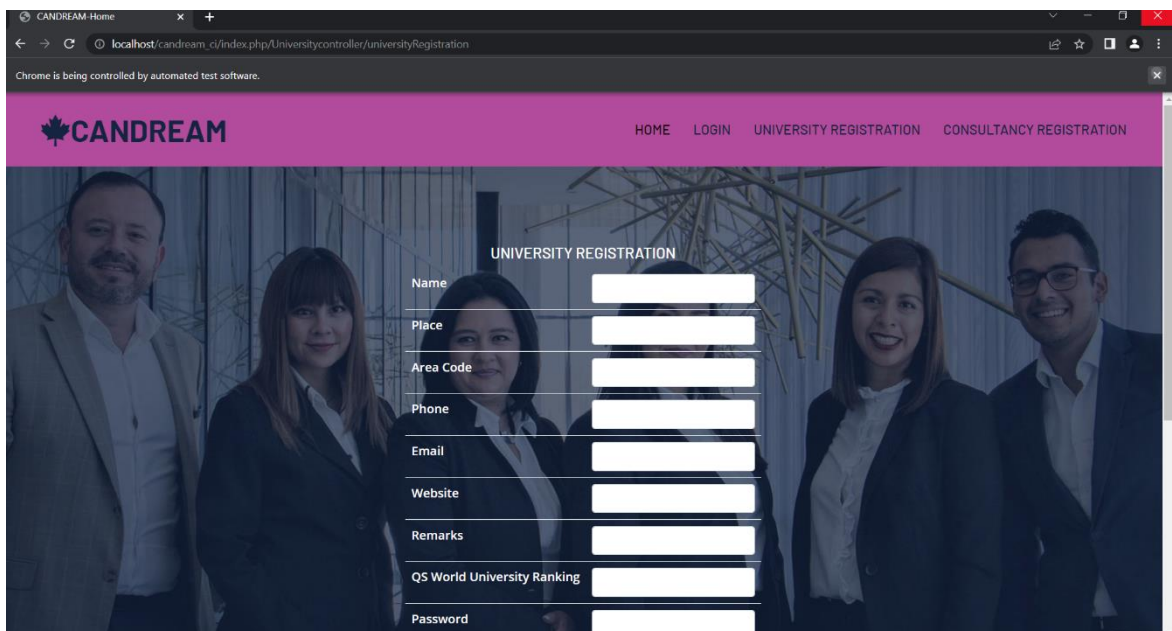 CANDREAM-Home
localhost/candream_ci/index.php/Universitycontroller/universityRegistration
Chrome is being controlled by automated test software.
CANDREAM HOME LOGIN UNIVERSITY REGISTRATION CONSULTANCY REGISTRATION
UNIVERSITY REGISTRATION
Name
Place
Area Code
Phone
Email
Website
Remarks
QS World University Ranking
Password